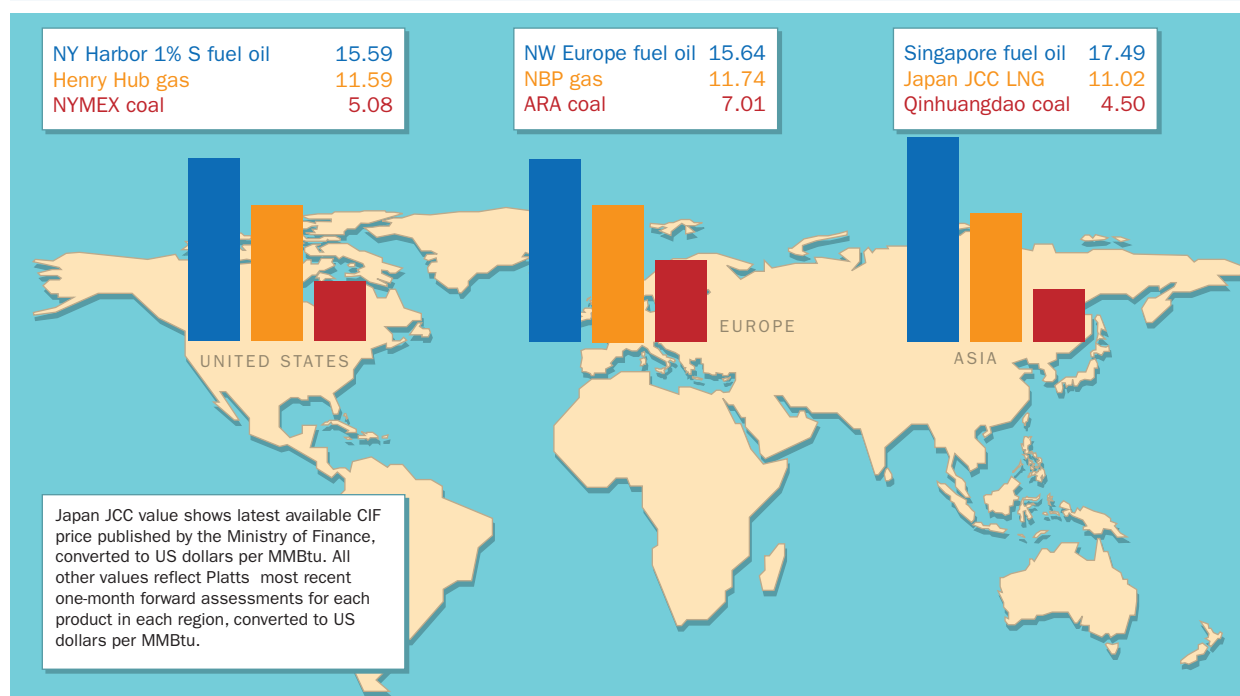 NY Harbor 1% S fuel oil 15.59
Henry Hub gas 11.59
NYMEX coal 5.08
NW Europe fuel oil 15.64
NBP gas 11.74
ARA coal 7.01
Singapore fuel oil 17.49
Japan JCC LNG 11.02
Qinhuangdao coal 4.50
UNITED STATES
EUROPE
ASIA
Japan JCC value shows latest available CIF
price published by the Ministry of Finance,
converted to US dollars per MMBtu. All
other values reflect Platts most recent
one-month forward assessments for each
product in each region, converted to US
dollars per MMBtu.